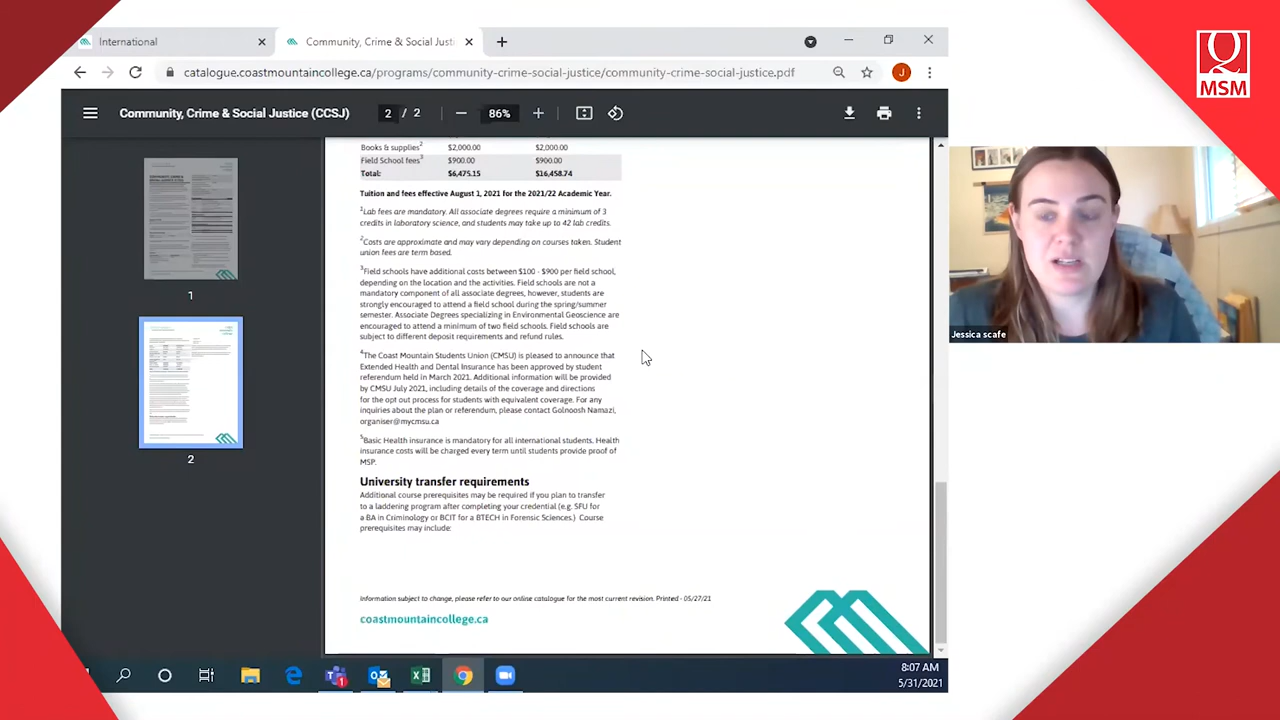 International
Community, Crime & Social Justi
catalogue.coastmountaincollege.ca/programs/community-crime-social-justice/community-crime-social-justice.pdf
J
MSM
Community, Crime & Social Justice (CCSJ)
2 / 2
86%
Books & supplies2 $2,000.00 $2,000.00
Field School fees3 $900.00 $900.00
Total: $6,475.15 $16,458.74
Tuition and fees effective August 1, 2021 for the 2021/22 Academic Year.
1Lab fees are mandatory. All associate degrees require a minimum of 3
credits in laboratory science, and students may take up to 42 lab credits.
2Costs are approximate and may vary depending on courses taken. Student
union fees are term based.
3Field schools have additional costs between $100 - $900 per field school,
depending on the location and the activities. Field schools are not a
mandatory component of all associate degrees, however, students are
strongly encouraged to attend a field school during the spring/summer
semester. Associate Degrees specializing in Environmental Geoscience are
encouraged to attend a minimum of two field schools. Field schools are
subject to different deposit requirements and refund rules.
4The Coast Mountain Students Union (CMSU) is pleased to announce that
Extended Health and Dental Insurance has been approved by student
referendum held in March 2021. Additional information will be provided
by CMSU July 2021, including details of the coverage and directions
for the opt out process for students with equivalent coverage. For any
inquiries about the plan or referendum, please contact Golnoosh Namazi,
organiser@mycmsu.ca
5Basic Health insurance is mandatory for all international students. Health
insurance costs will be charged every term until students provide proof of
MSP.
University transfer requirements
Additional course prerequisites may be required if you plan to transfer
to a laddering program after completing your credential (e.g. SFU for
a BA in Criminology or BCIT for a BTECH in Forensic Sciences.) Course
prerequisites may include:
Information subject to change, please refer to our online catalogue for the most current revision. Printed - 05/27/21
coastmountaincollege.ca
1
2
Jessica scafe
8:07 AM
5/31/2021